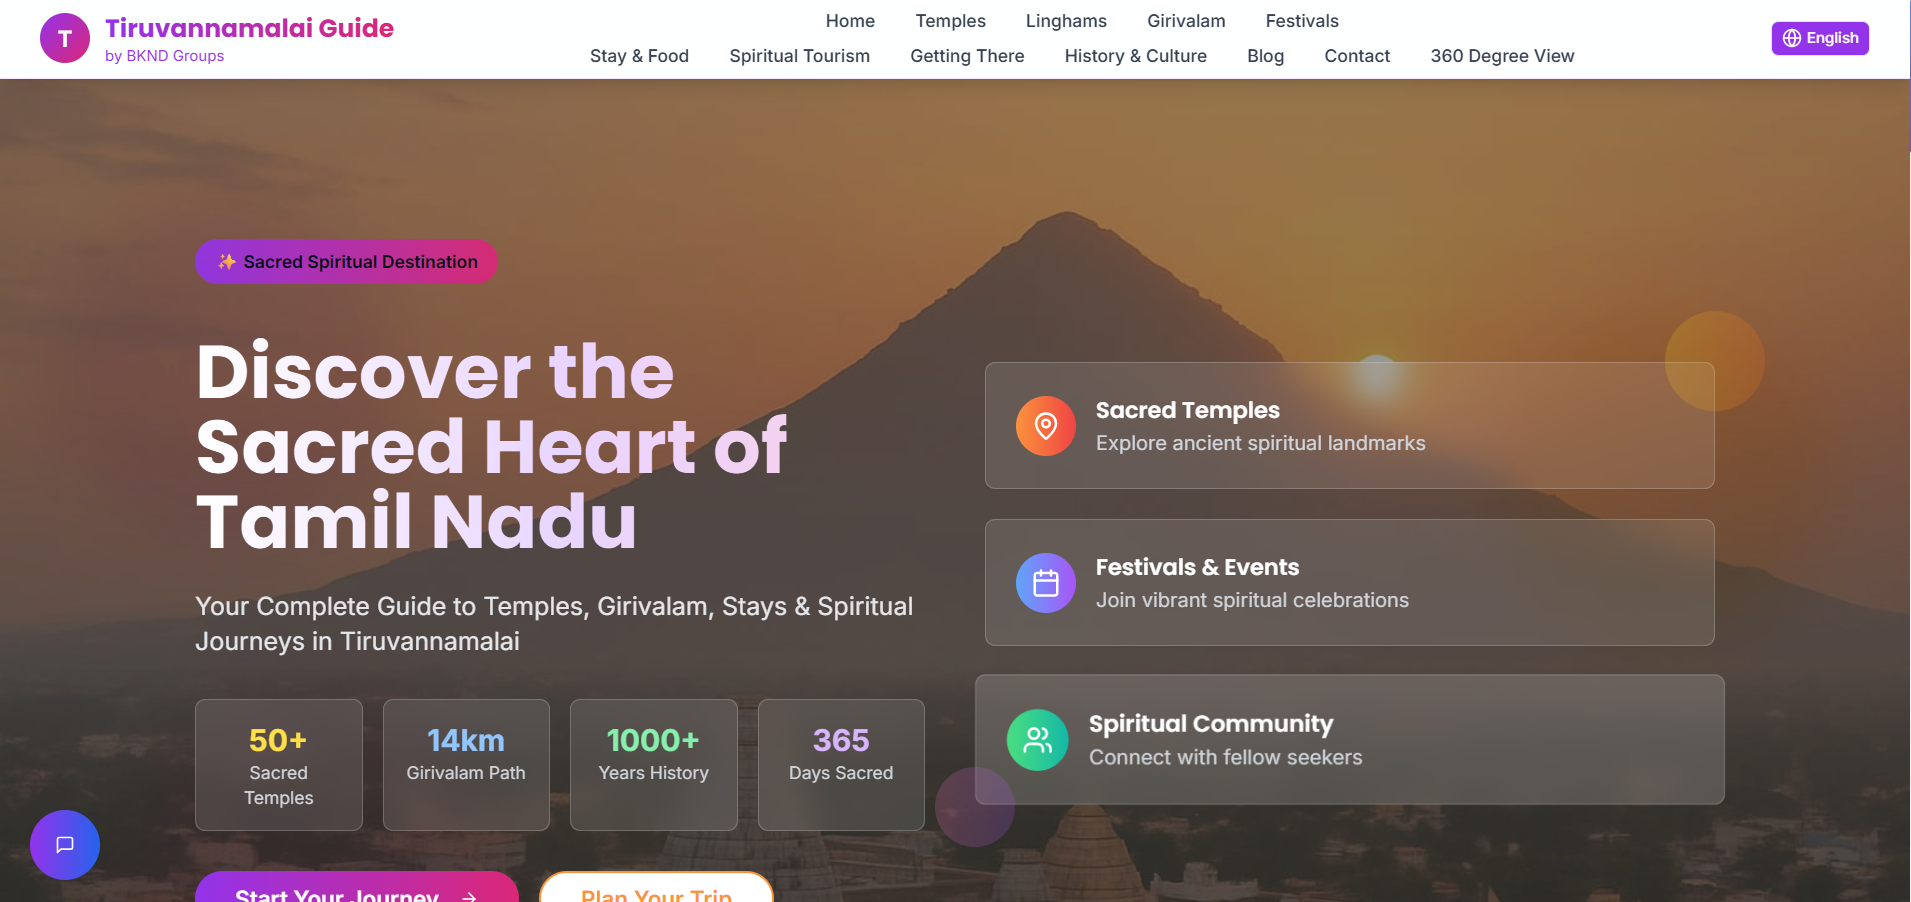 T
Tiruvannamalai Guide
by BKND Groups
Home Temples Linghams Girivalam Festivals
Stay & Food Spiritual Tourism Getting There History & Culture Blog Contact 360 Degree View
English
✨ Sacred Spiritual Destination
Discover the
Sacred Heart of
Tamil Nadu
Your Complete Guide to Temples, Girivalam, Stays & Spiritual
Journeys in Tiruvannamalai
50+
Sacred
Temples
14km
Girivalam Path
1000+
Years History
365
Days Sacred
Start Your Journey →
Plan Your Trip
Sacred Temples
Explore ancient spiritual landmarks
Festivals & Events
Join vibrant spiritual celebrations
Spiritual Community
Connect with fellow seekers